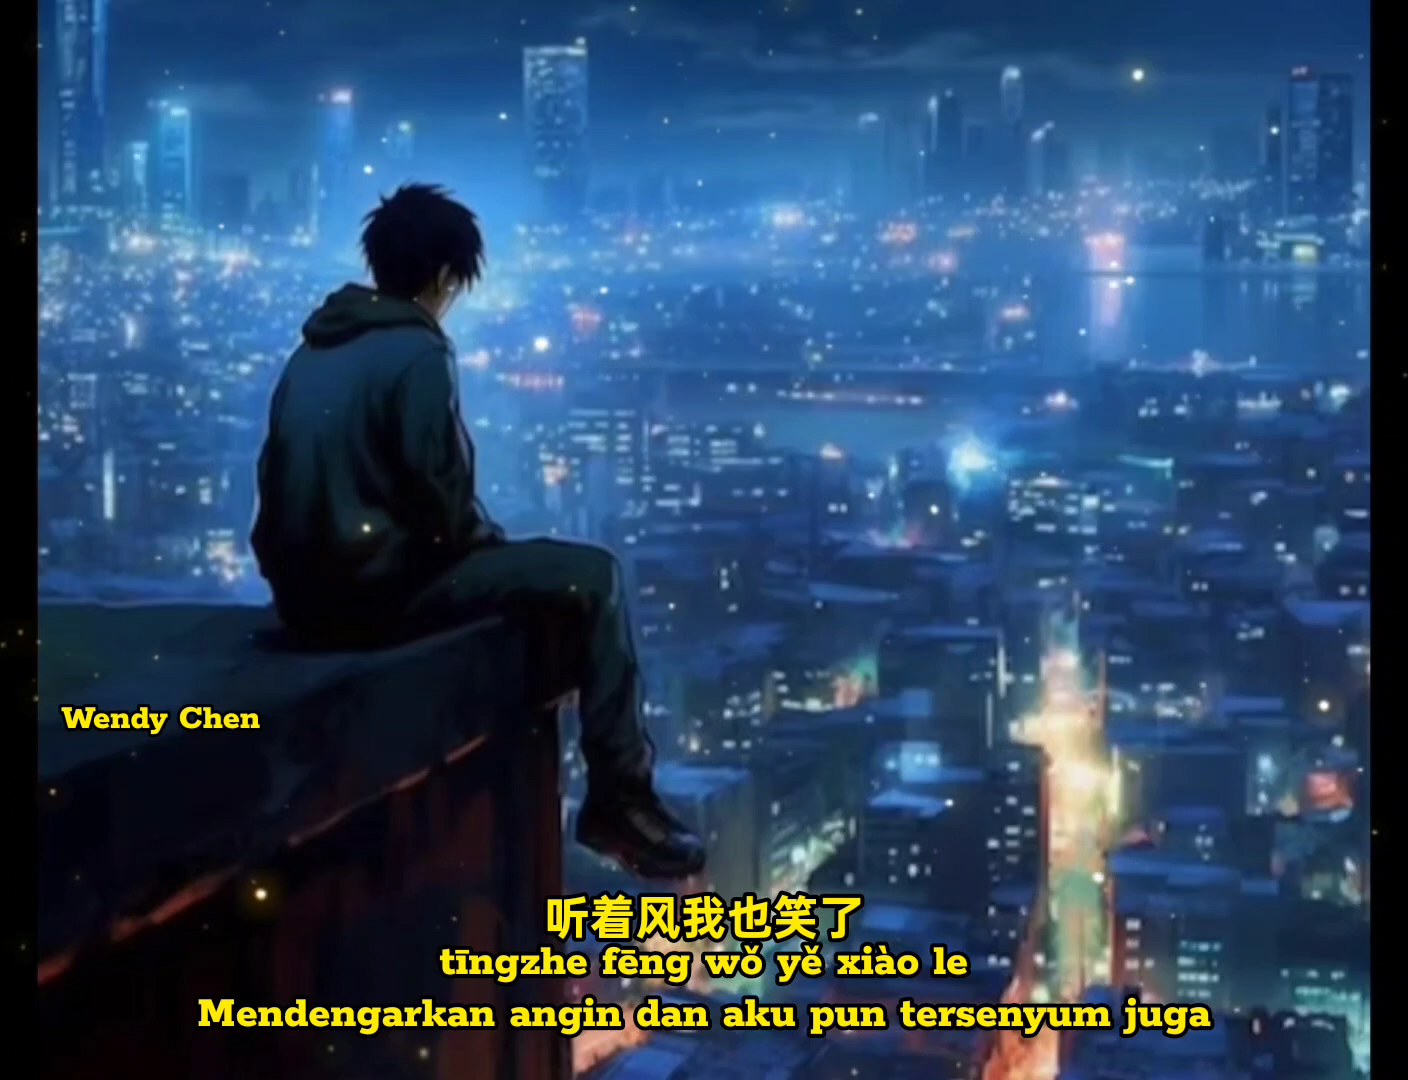 Wendy Chen
听着风我也笑了
tīngzhe fēng wǒ yě xiào le
Mendengarkan angin dan aku pun tersenyum juga